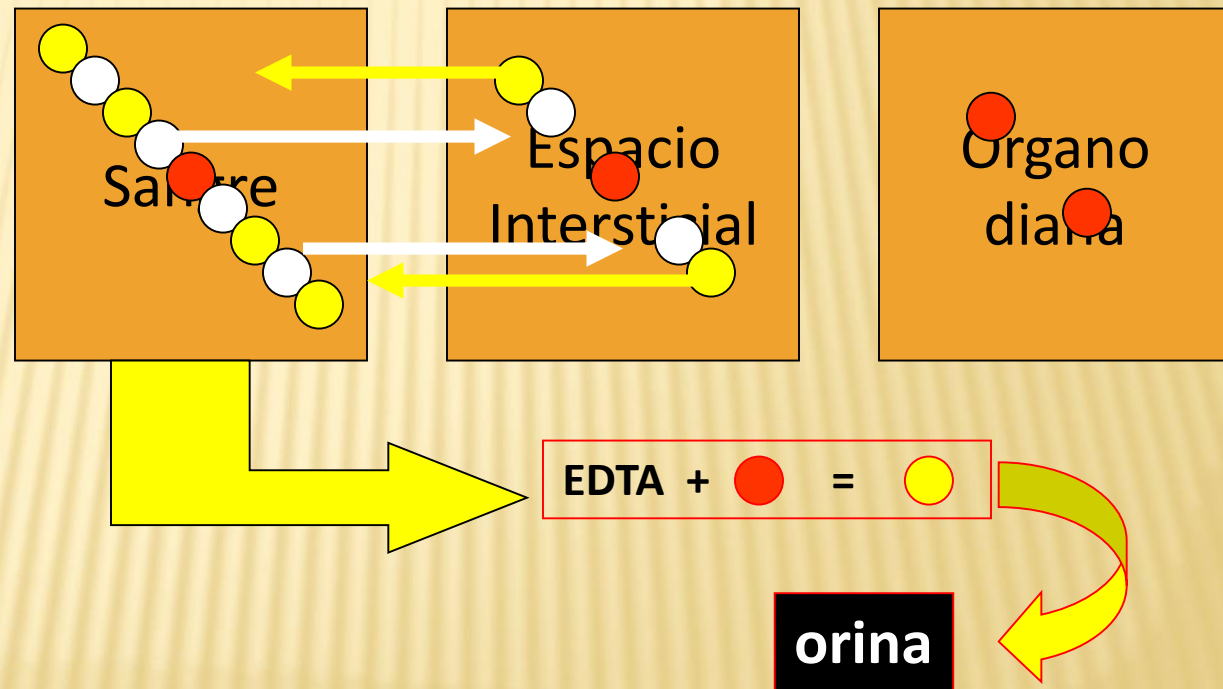 Sangre
Espacio
Intersticial
Organo
diana
EDTA + =
orina